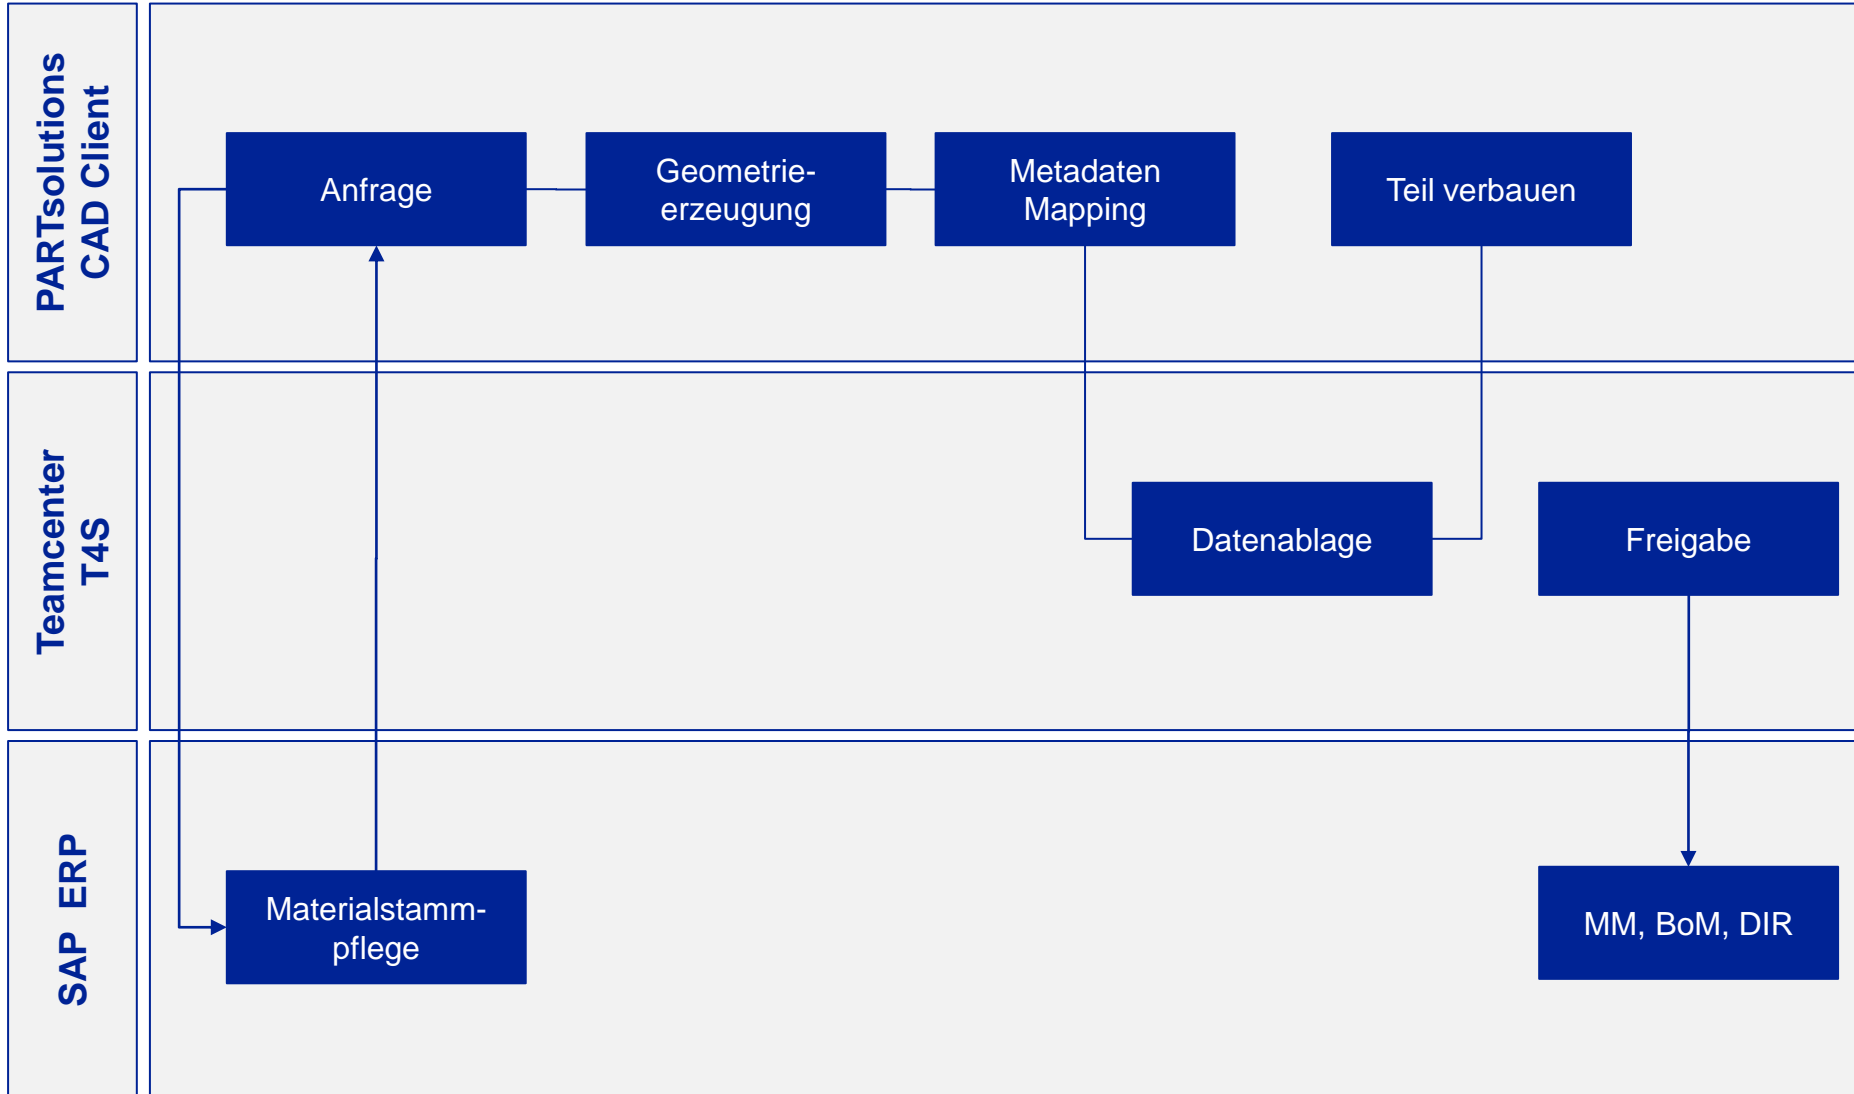 PARTsolutions
CAD Client
Anfrage
Geometrie-
erzeugung
Metadaten
Mapping
Teil verbauen
Teamcenter
T4S
Datenablage
Freigabe
SAP ERP
Materialstamm-
pflege
MM, BoM, DIR